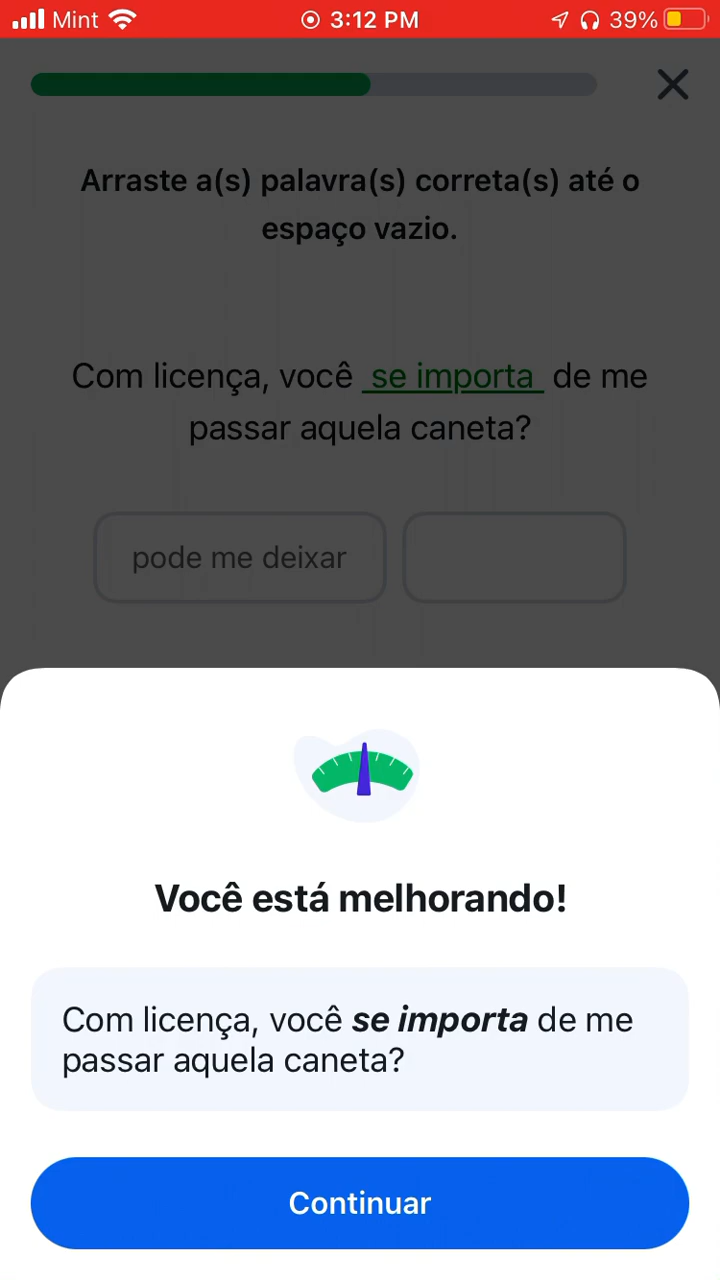 Mint 3:12 PM 39%
Arraste a(s) palavra(s) correta(s) até o
espaço vazio.
Com licença, você se importa de me
passar aquela caneta?
pode me deixar
Você está melhorando!
Com licença, você se importa de me
passar aquela caneta?
Continuar